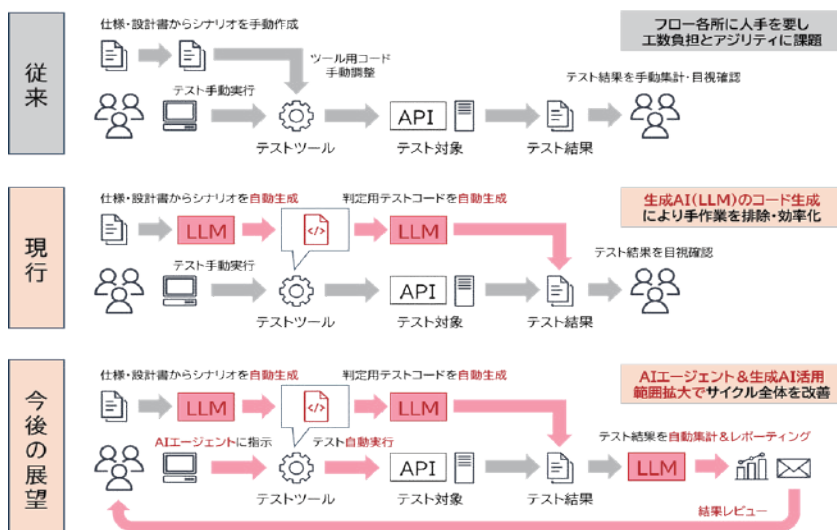 従来
仕様・設計書からシナリオを手動作成
フロー各所に人手を要し
工数負担とアジリティに課題
ツール用コード
手動調整
テスト手動実行
テスト結果を手動集計・目視確認
API
テストツール
テスト対象
テスト結果
現行
仕様・設計書からシナリオを自動生成
判定用テストコードを自動生成
生成AI(LLM)のコード生成
により手作業を排除・効率化
LLM
</>
LLM
テスト手動実行
テスト結果を目視確認
API
テストツール
テスト対象
テスト結果
今後の展望
仕様・設計書からシナリオを自動生成
判定用テストコードを自動生成
AIエージェント&生成AI活用
範囲拡大でサイクル全体を改善
LLM
</>
LLM
AIエージェントに指示
テスト自動実行
テスト結果を自動集計&レポーティング
API
LLM
テストツール
テスト対象
テスト結果
結果レビュー